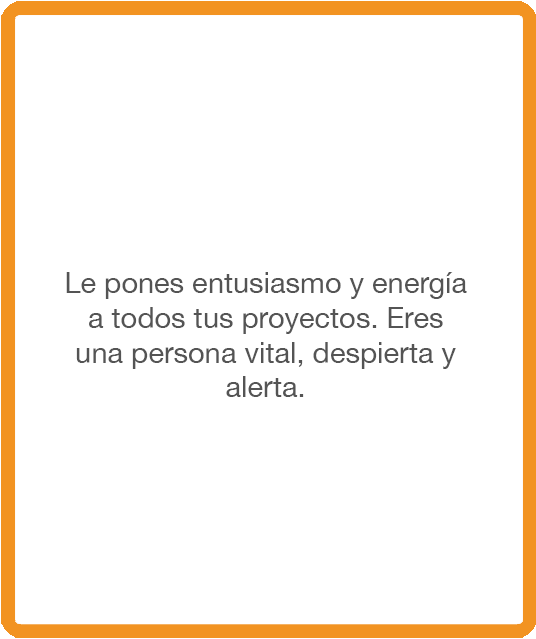 Le pones entusiasmo y energía
a todos tus proyectos. Eres
una persona vital, despierta y
alerta.